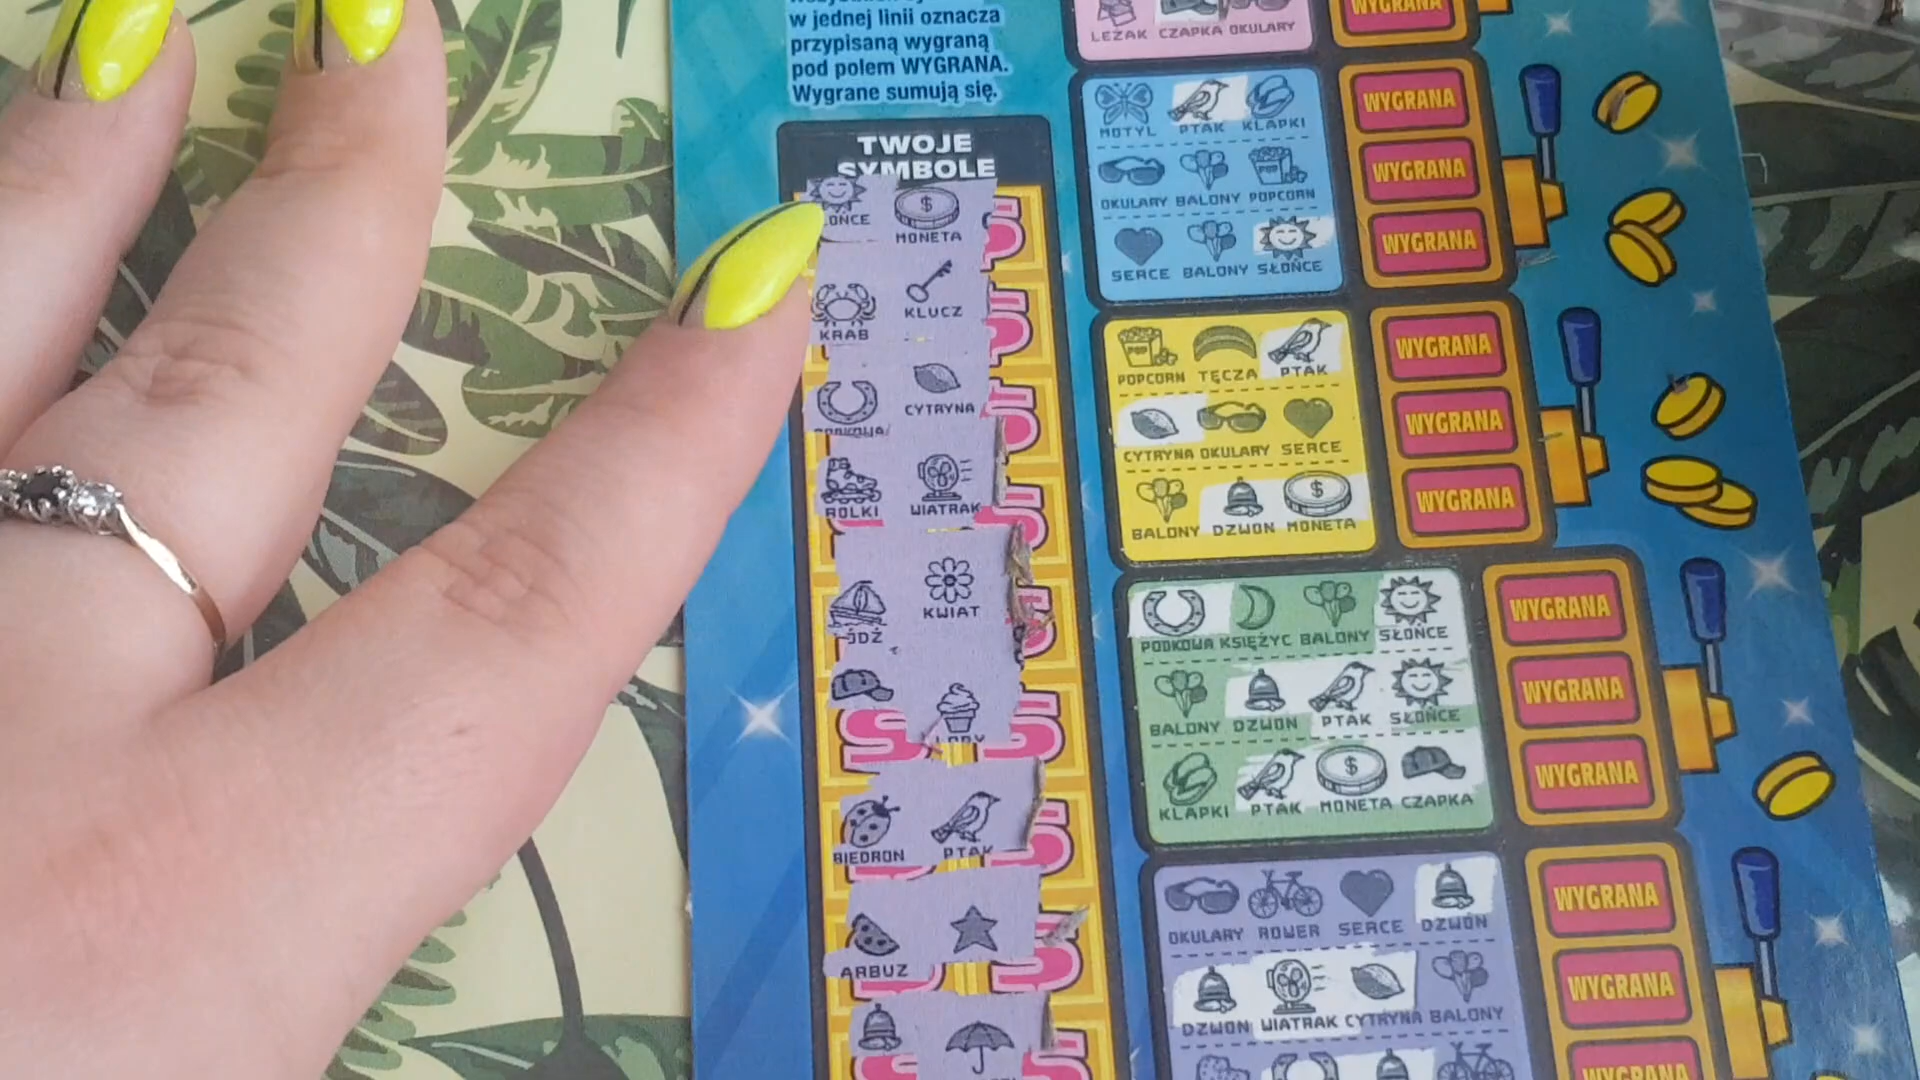 w jednej linii oznacza
przypisaną wygraną
pod polem WYGRANA.
Wygrane sumują się.
TWOJE
SYMBOLE
MONETA
KRAB KLUCZ
CYTRYNA
ROLKI WIATRAK
KWIAT
BIEDRON PTAK
ARBUZ
LEŻAK CZAPKA OKULARY
WYGRANA
MOTYL PTAK KLAPKI
WYGRANA
OKULARY BALONY POPCORN
WYGRANA
SERCE BALONY SŁOŃCE
WYGRANA
POPCORN TĘCZA PTAK
WYGRANA
CYTRYNA OKULARY SERCE
WYGRANA
BALONY DZWON MONETA
WYGRANA
PODKOWA KSIĘŻYC BALONY SŁOŃCE
WYGRANA
BALONY DZWON PTAK SŁOŃCE
WYGRANA
KLAPKI PTAK MONETA CZAPKA
WYGRANA
OKULARY ROWER SERCE DZWON
WYGRANA
DZWON WIATRAK CYTRYNA BALONY
WYGRANA
WYGRANA